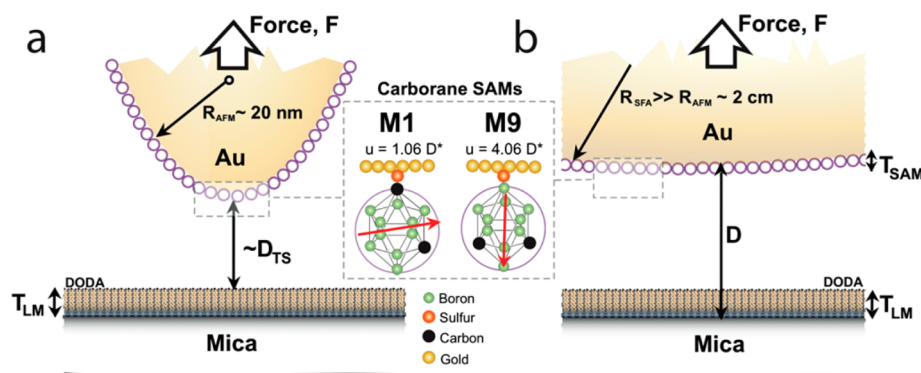 a
Force, F
R_AFM ~ 20 nm
Au
~D_TS
DODA
T_LM
Mica
Carborane SAMs
M1
M9
u = 1.06 D*
u = 4.06 D*
Boron
Sulfur
Carbon
Gold
b
Force, F
R_SFA >> R_AFM ~ 2 cm
Au
T_SAM
D
DODA
T_LM
Mica